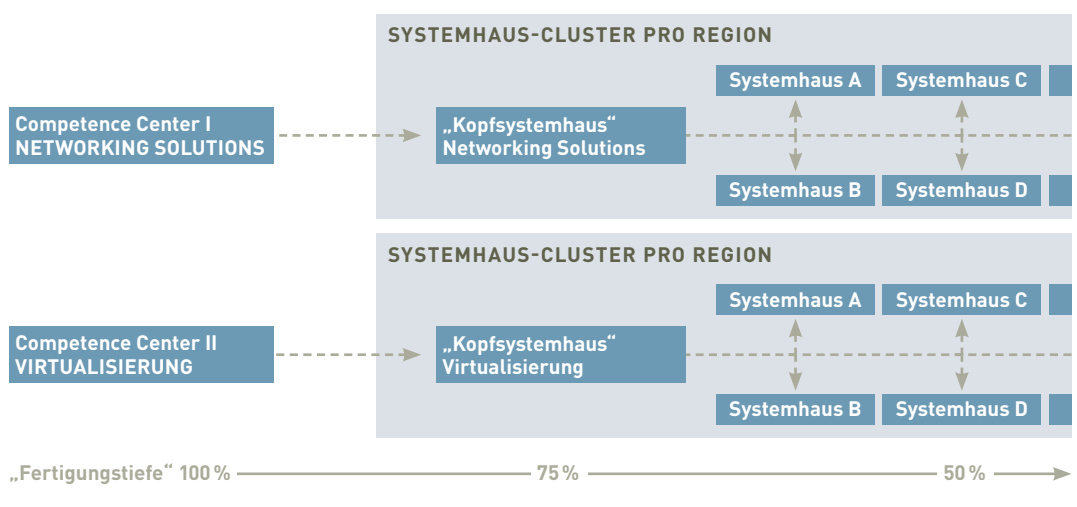 SYSTEMHAUS-CLUSTER PRO REGION
Systemhaus A
Systemhaus C
Competence Center I
NETWORKING SOLUTIONS
„Kopfsystemhaus“
Networking Solutions
Systemhaus B
Systemhaus D
SYSTEMHAUS-CLUSTER PRO REGION
Systemhaus A
Systemhaus C
Competence Center II
VIRTUALISIERUNG
„Kopfsystemhaus“
Virtualisierung
Systemhaus B
Systemhaus D
„Fertigungstiefe“ 100 % 75 % 50 %